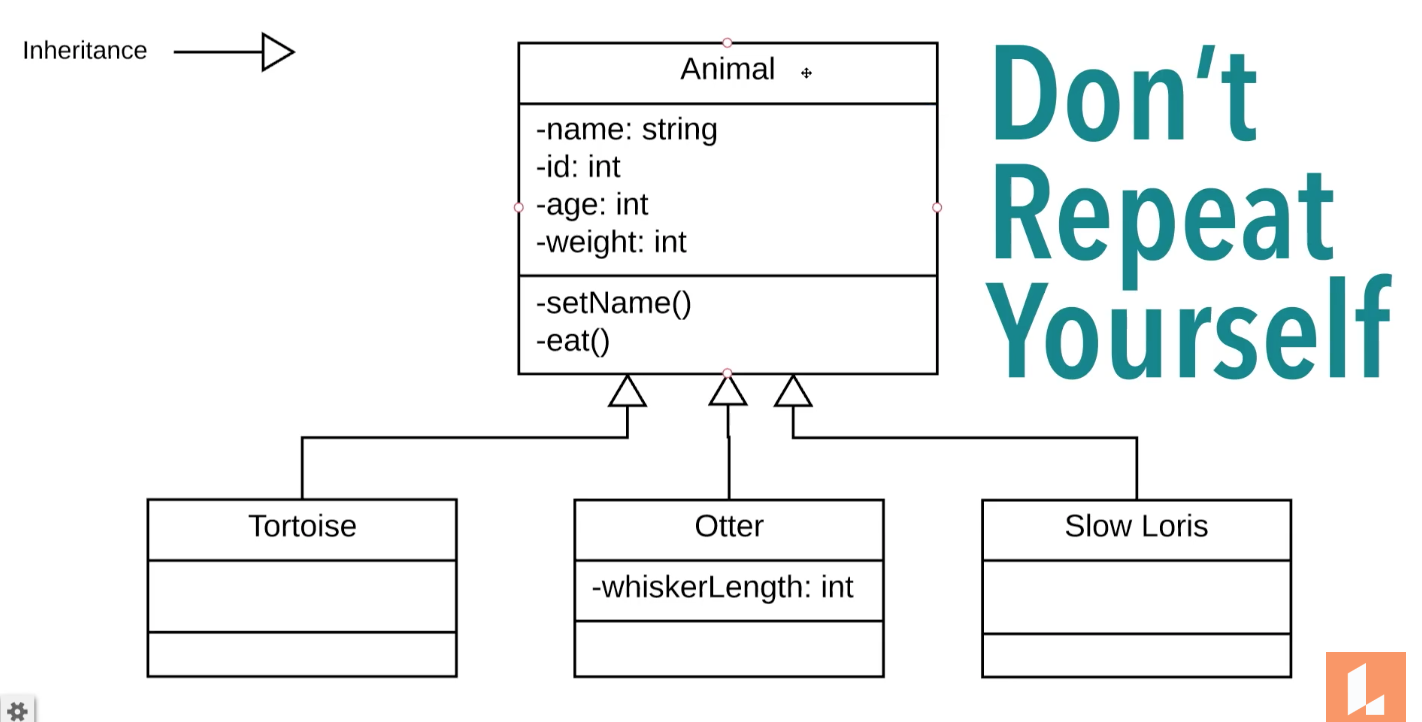 Inheritance
Animal
-name: string
-id: int
-age: int
-weight: int
-setName()
-eat()
Don't
Repeat
Yourself
Tortoise
Otter
-whiskerLength: int
Slow Loris